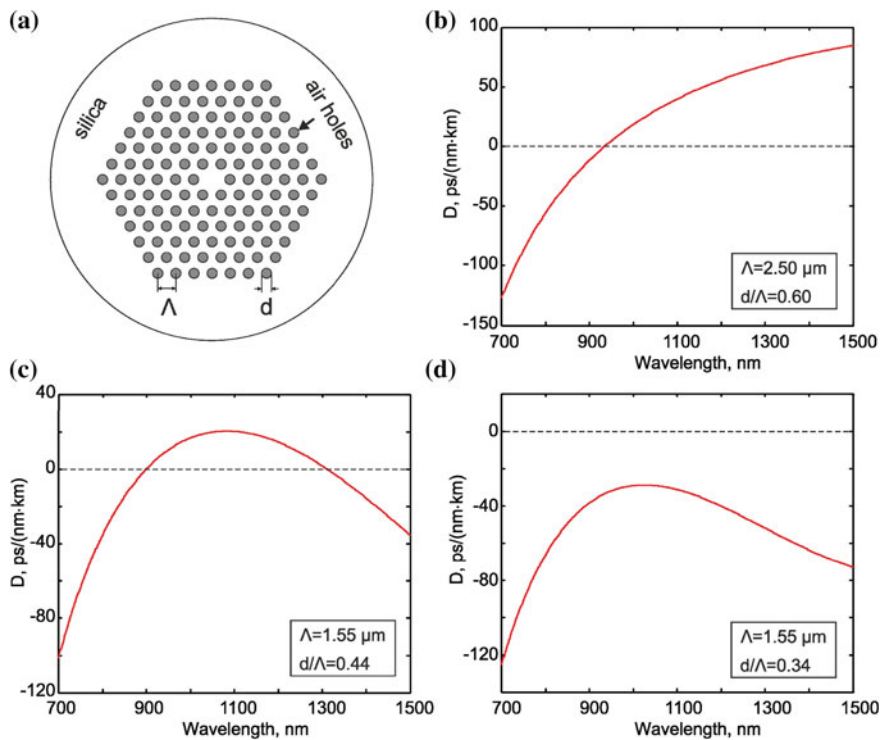 (a)
silica
air holes
Λ
d
(b)
100
50
0
-50
-100
-150
D, ps/(nm·km)
Λ=2.50 µm
d/Λ=0.60
700 900 1100 1300 1500
Wavelength, nm
(c)
40
0
-40
-80
-120
D, ps/(nm·km)
Λ=1.55 µm
d/Λ=0.44
700 900 1100 1300 1500
Wavelength, nm
(d)
0
-40
-80
-120
D, ps/(nm·km)
Λ=1.55 µm
d/Λ=0.34
700 900 1100 1300 1500
Wavelength, nm